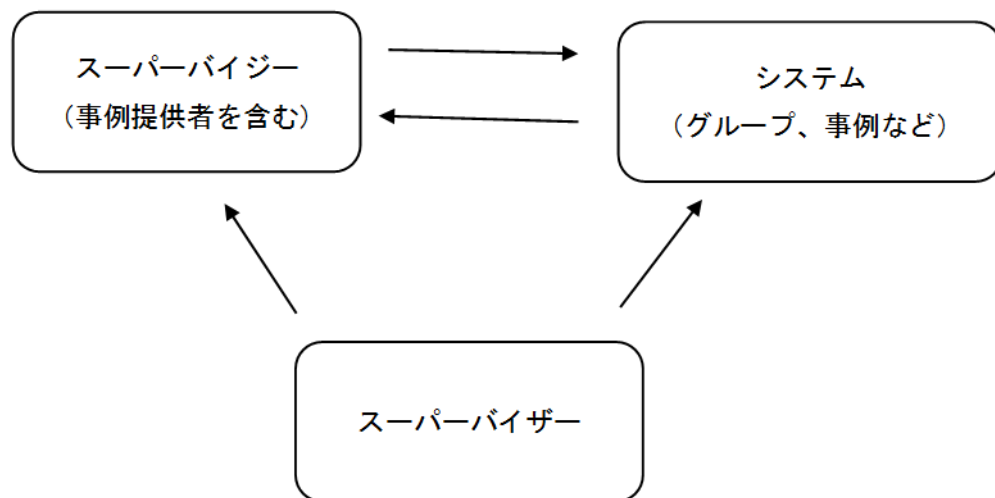 スーパーバイジー
（事例提供者を含む）
システム
（グループ、事例など）
スーパーバイザー